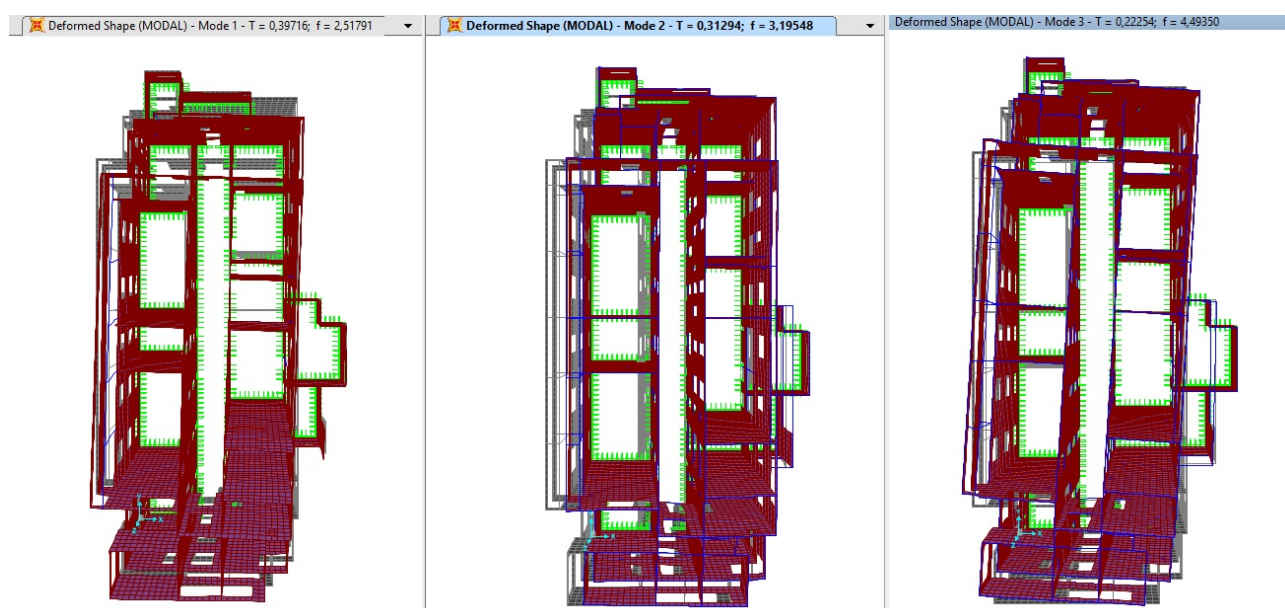 Deformed Shape (MODAL) - Mode 1 - T = 0,39716; f = 2,51791
Deformed Shape (MODAL) - Mode 2 - T = 0,31294; f = 3,19548
Deformed Shape (MODAL) - Mode 3 - T = 0,22254; f = 4,49350
X
Z
X
X